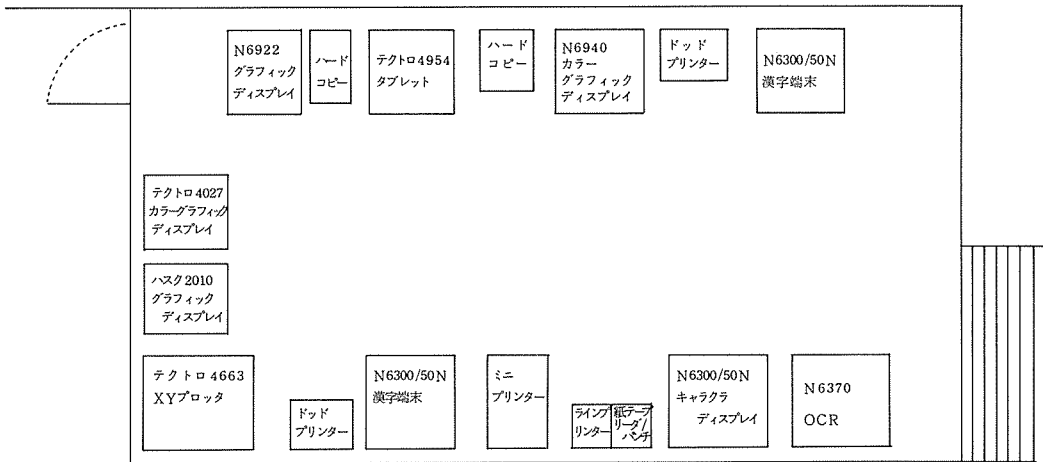 N6922
グラフィック
ディスプレイ
ハード
コピー
テクトロ4954
タブレット
ハード
コピー
N6940
カラー
グラフィック
ディスプレイ
ドッド
プリンター
N6300/50N
漢字端末
テクトロ4027
カラーグラフィック
ディスプレイ
ハスク2010
グラフィック
ディスプレイ
テクトロ4663
XYプロッタ
ドッド
プリンター
N6300/50N
漢字端末
ミニ
プリンター
ラインプ
リンター
紙テープ
リーダ/
パンチ
N6300/50N
キャラクラ
ディスプレイ
N6370
OCR